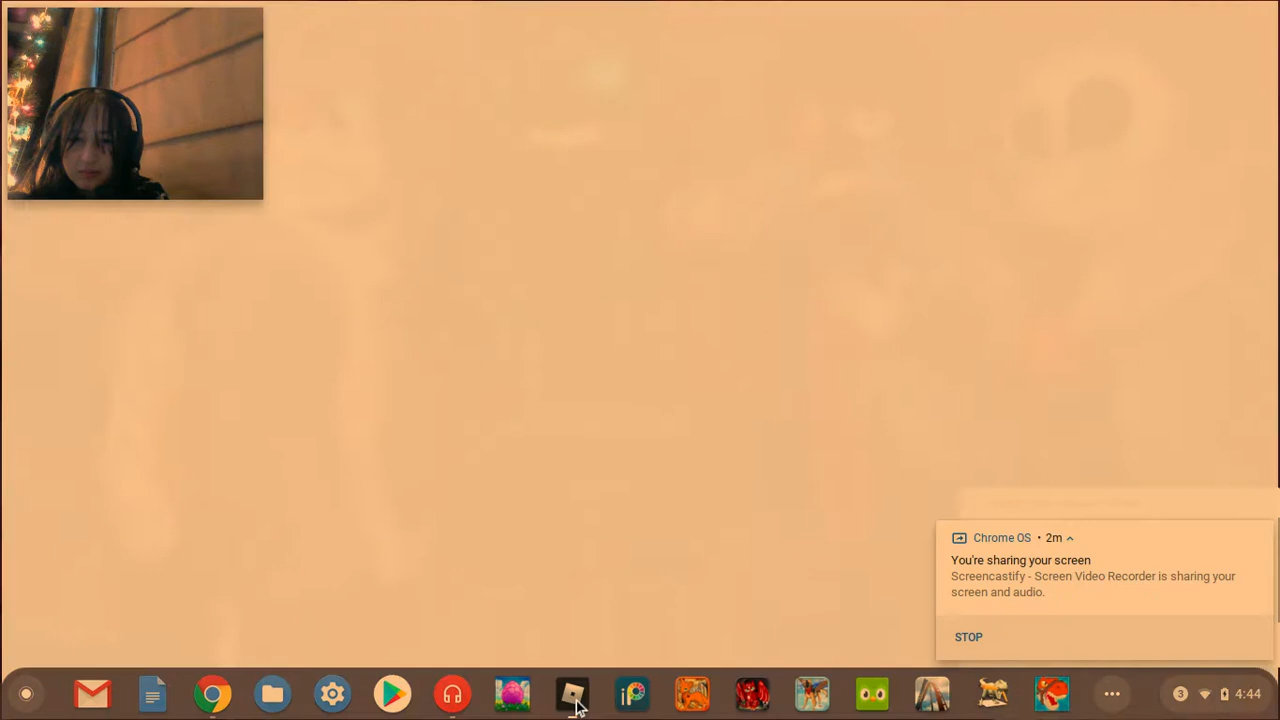 Chrome OS • 2m
You're sharing your screen
Screencastify - Screen Video Recorder is sharing your
screen and audio.
STOP
iP
3
4:44